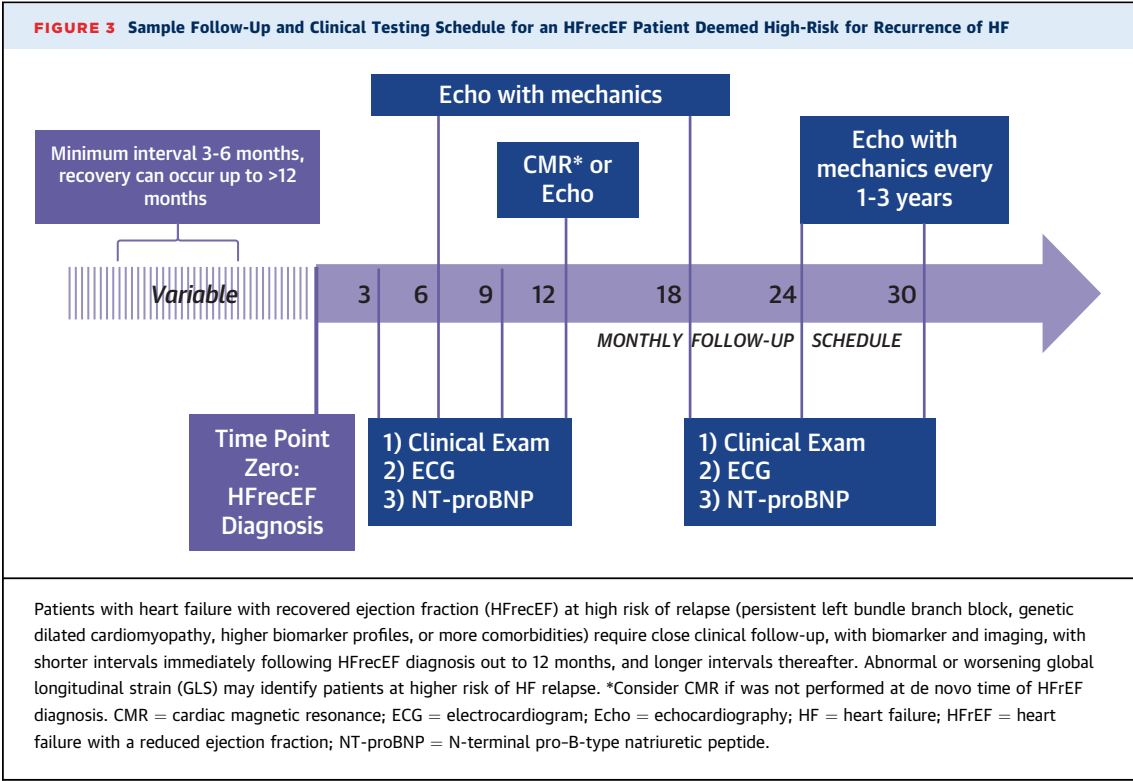 FIGURE 3 Sample Follow-Up and Clinical Testing Schedule for an HFrecEF Patient Deemed High-Risk for Recurrence of HF
Echo with mechanics
Minimum interval 3-6 months,
recovery can occur up to >12
months
CMR* or
Echo
Echo with
mechanics every
1-3 years
Variable
3
6
9
12
18
24
30
MONTHLY FOLLOW-UP SCHEDULE
Time Point
Zero:
HFrecEF
Diagnosis
1) Clinical Exam
2) ECG
3) NT-proBNP
1) Clinical Exam
2) ECG
3) NT-proBNP
Patients with heart failure with recovered ejection fraction (HFrecEF) at high risk of relapse (persistent left bundle branch block, genetic
dilated cardiomyopathy, higher biomarker profiles, or more comorbidities) require close clinical follow-up, with biomarker and imaging, with
shorter intervals immediately following HFrecEF diagnosis out to 12 months, and longer intervals thereafter. Abnormal or worsening global
longitudinal strain (GLS) may identify patients at higher risk of HF relapse. *Consider CMR if was not performed at de novo time of HFrEF
diagnosis. CMR = cardiac magnetic resonance; ECG = electrocardiogram; Echo = echocardiography; HF = heart failure; HFrEF = heart
failure with a reduced ejection fraction; NT-proBNP = N-terminal pro–B-type natriuretic peptide.